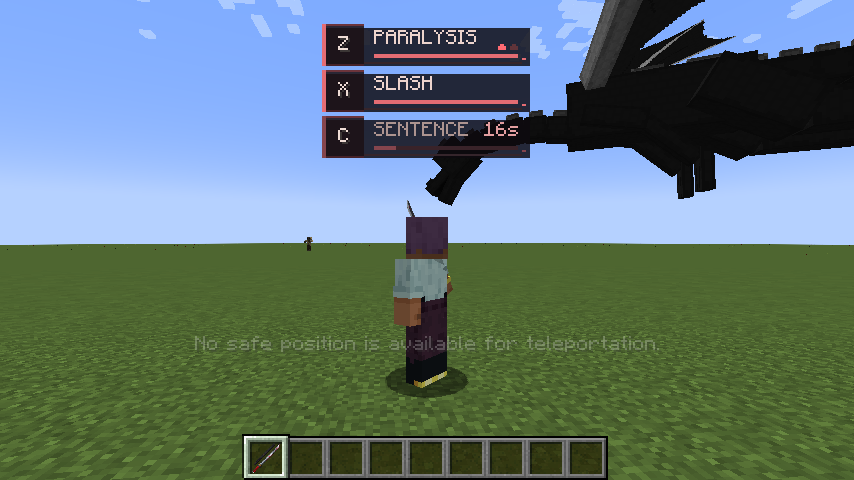 Z PARALYSIS
X SLASH
C SENTENCE 16s
No safe position is available for teleportation.